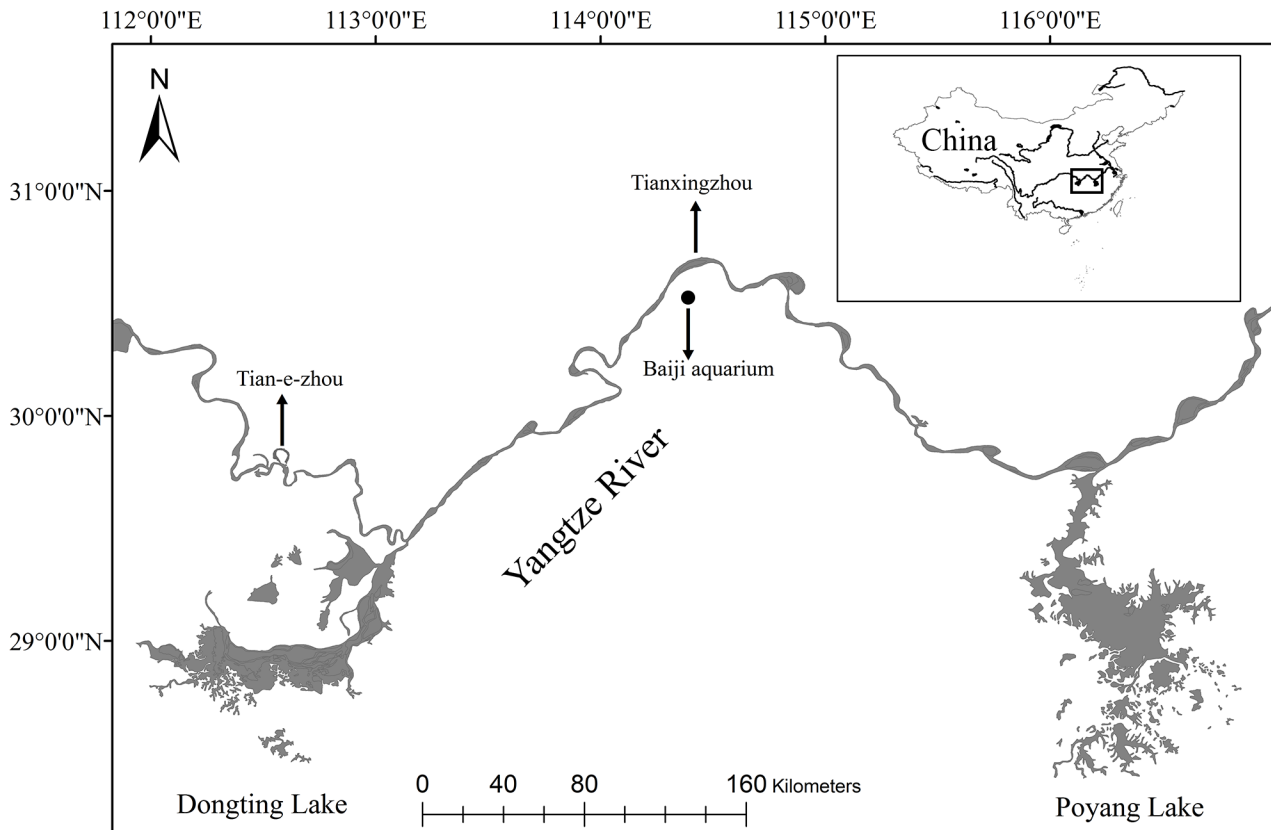 112°0'0"E 113°0'0"E 114°0'0"E 115°0'0"E 116°0'0"E
N
China
31°0'0"N
Tianxingzhou
Baiji aquarium
Tian-e-zhou
30°0'0"N
Yangtze River
29°0'0"N
0 40 80 160 Kilometers
Dongting Lake
Poyang Lake